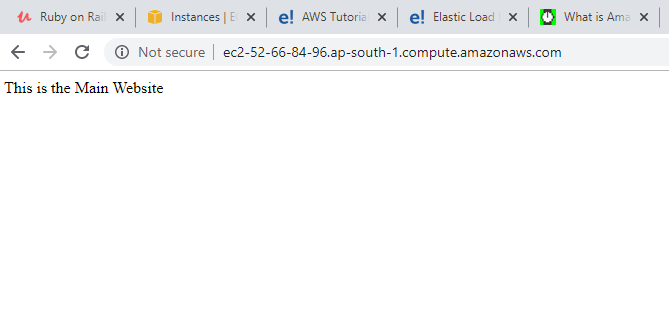 Ruby on Rail
Instances | E
e! AWS Tutoria
e! Elastic Load
What is Ama
Not secure | ec2-52-66-84-96.ap-south-1.compute.amazonaws.com
This is the Main Website